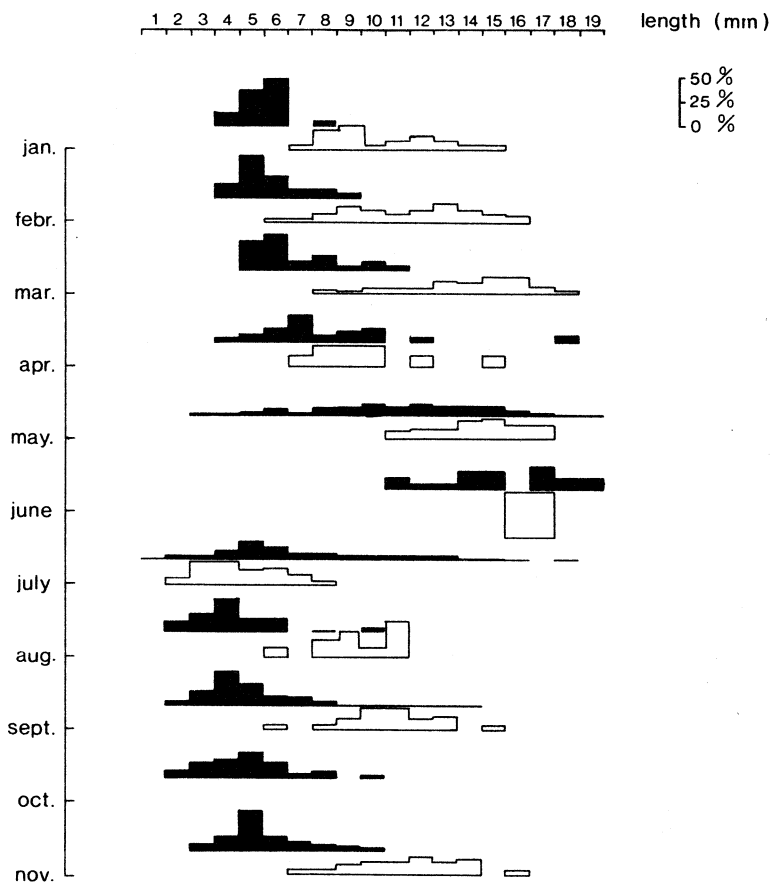 1 2 3 4 5 6 7 8 9 10 11 12 13 14 15 16 17 18 19 length (mm)
50 %
25 %
0 %
jan.
febr.
mar.
apr.
may.
june
july
aug.
sept.
oct.
nov.